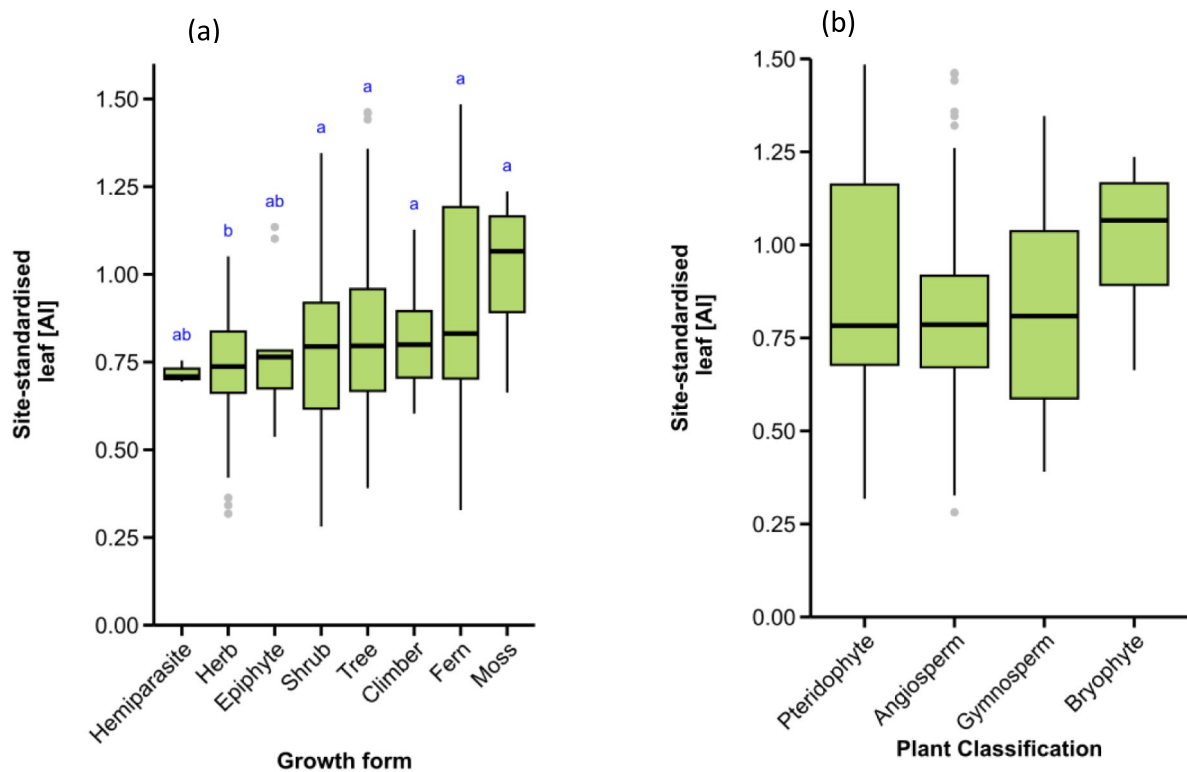 (a)
(b)
Site-standardised
leaf [Al]
1.50
1.25
1.00
0.75
0.50
0.25
0.00
ab
b
ab
a
a
a
a
a
Hemiparasite
Herb
Epiphyte
Shrub
Tree
Climber
Fern
Moss
Growth form
Site-standardised
leaf [Al]
1.50
1.25
1.00
0.75
0.50
0.25
0.00
Pteridophyte
Angiosperm
Gymnosperm
Bryophyte
Plant Classification